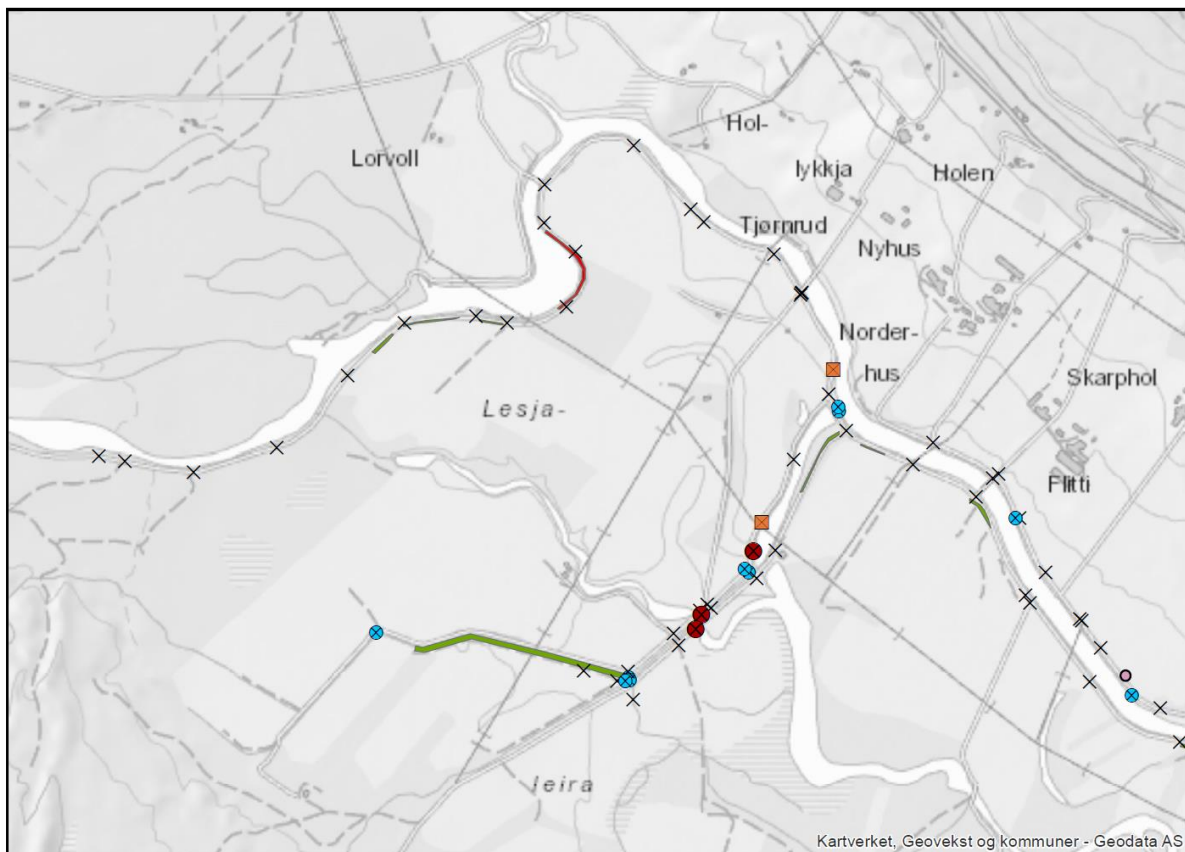 Hol-
lykkja
Lorvoll
Holen
Tjørnrud
Nyhus
Norder-
hus
Skarphol
Lesja-
Flitti
leira
Kartverket, Geovekst og kommuner - Geodata AS